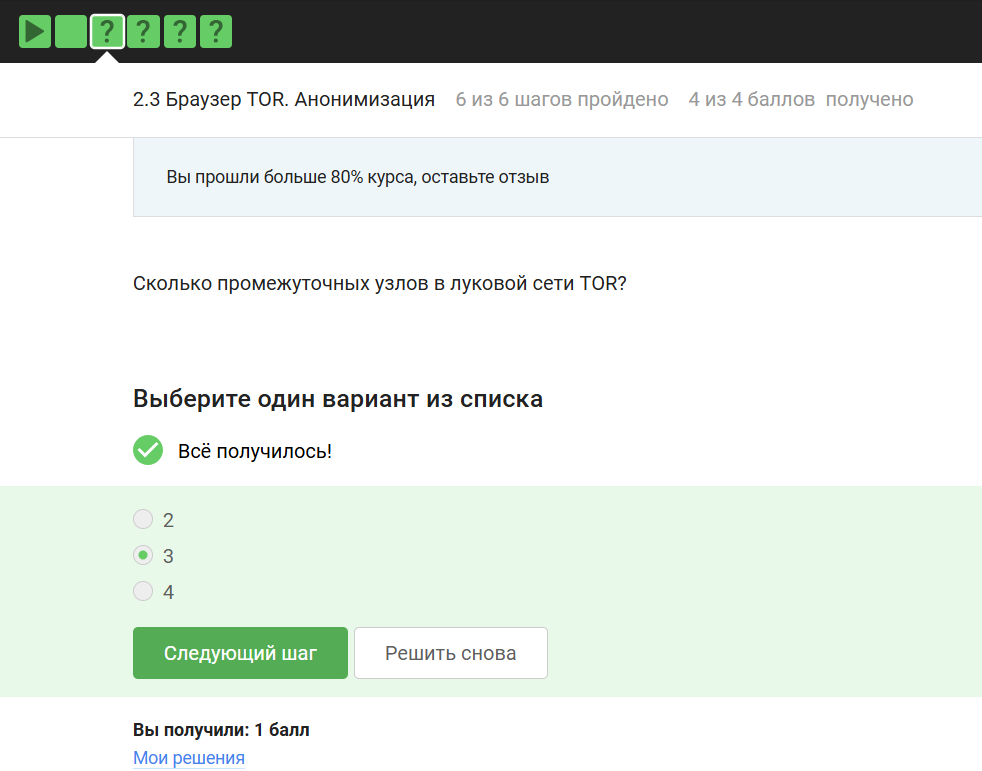 ? ? ? ?
2.3 Браузер TOR. Анонимизация 6 из 6 шагов пройдено 4 из 4 баллов получено
Вы прошли больше 80% курса, оставьте отзыв
Сколько промежуточных узлов в луковой сети TOR?
Выберите один вариант из списка
Всё получилось!
2
3
4
Следующий шаг Решить снова
Вы получили: 1 балл
Мои решения